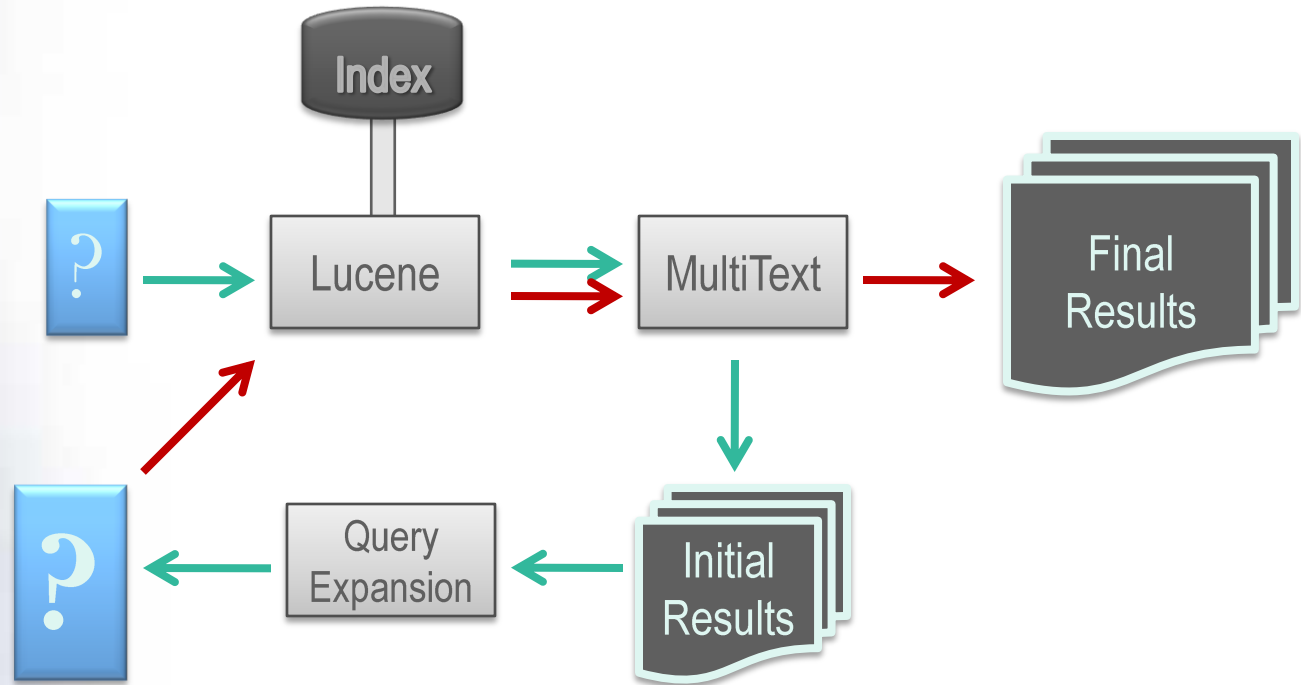 Index
?
Lucene
MultiText
Final
Results
?
Query
Expansion
Initial
Results